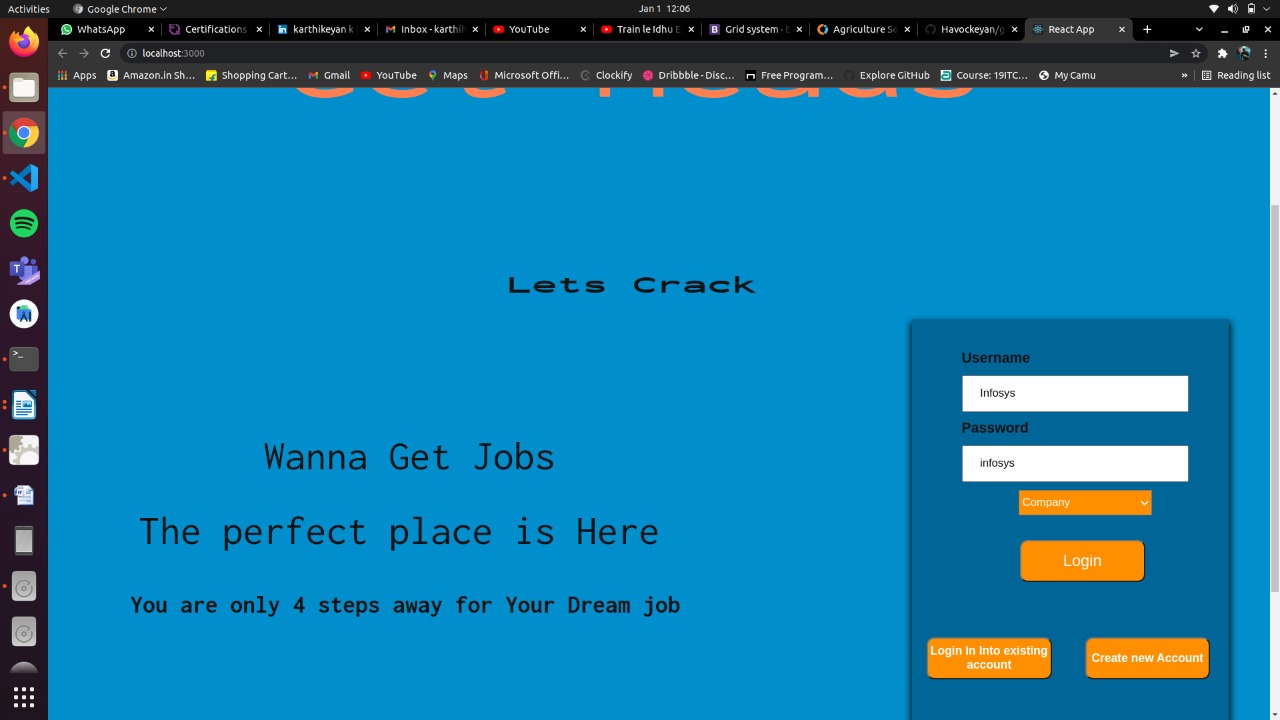 Activities
Google Chrome
Jan 1 12:06
WhatsApp
Certifications
karthikeyan k
Inbox - karthik
YouTube
Train le Idhu E
Grid system · B
Agriculture Sc
Havockeyan/g
React App
localhost:3000
Apps
Amazon.in Sh…
Shopping Cart…
Gmail
YouTube
Maps
Microsoft Offi…
Clockify
Dribbble - Disc…
Free Program…
Explore GitHub
Course: 19ITC…
My Camu
»
Reading list
Lets Crack
Username
Infosys
Password
infosys
Company
Login
Wanna Get Jobs
The perfect place is Here
You are only 4 steps away for Your Dream job
Login In Into existing
account
Create new Account